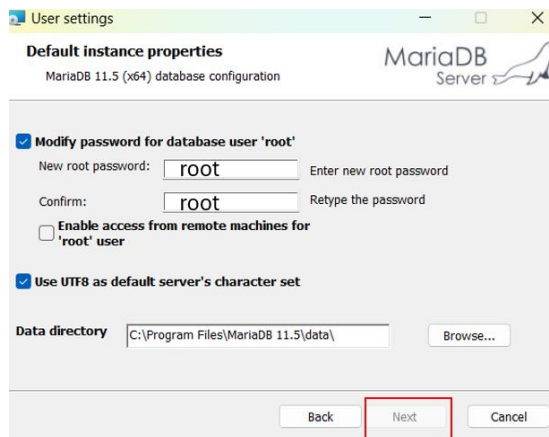 User settings
Default instance properties
MariaDB 11.5 (x64) database configuration
MariaDB
Server
Modify password for database user 'root'
New root password: root Enter new root password
Confirm: root Retype the password
Enable access from remote machines for
'root' user
Use UTF8 as default server's character set
Data directory C:\Program Files\MariaDB 11.5\data\ Browse...
Back Next Cancel